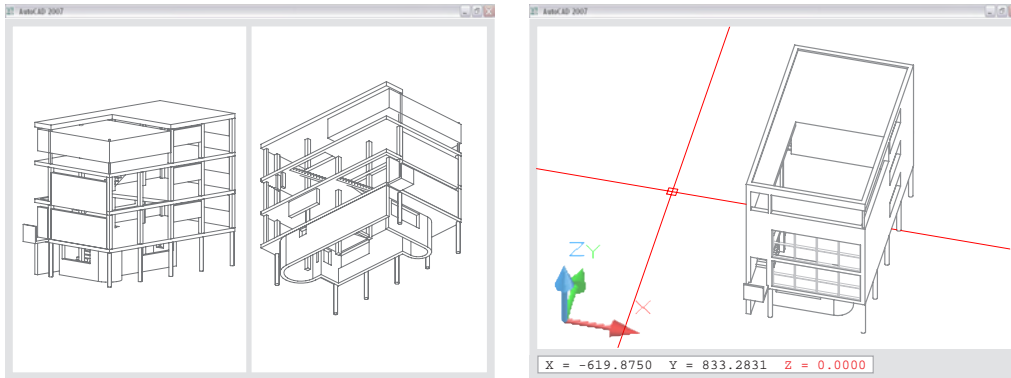 AutoCAD 2007
AutoCAD 2007
Z Y
X
X = -619.8750 Y = 833.2831 Z = 0.0000